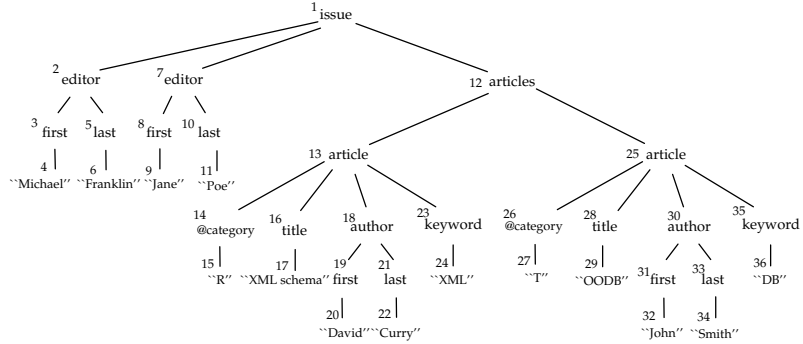 1 issue
2 editor 7 editor 12 articles
3 first 5 last 8 first 10 last
4 ``Michael'' 6 ``Franklin'' 9 ``Jane'' 11 ``Poe'' 13 article 25 article
14 @category 16 title 18 author 23 keyword 26 @category 28 title 30 author 35 keyword
15 ``R'' 17 ``XML schema'' 19 first 21 last 24 ``XML'' 27 ``T'' 29 ``OODB'' 31 first 33 last 36 ``DB''
20 ``David'' 22 ``Curry'' 32 ``John'' 34 ``Smith''